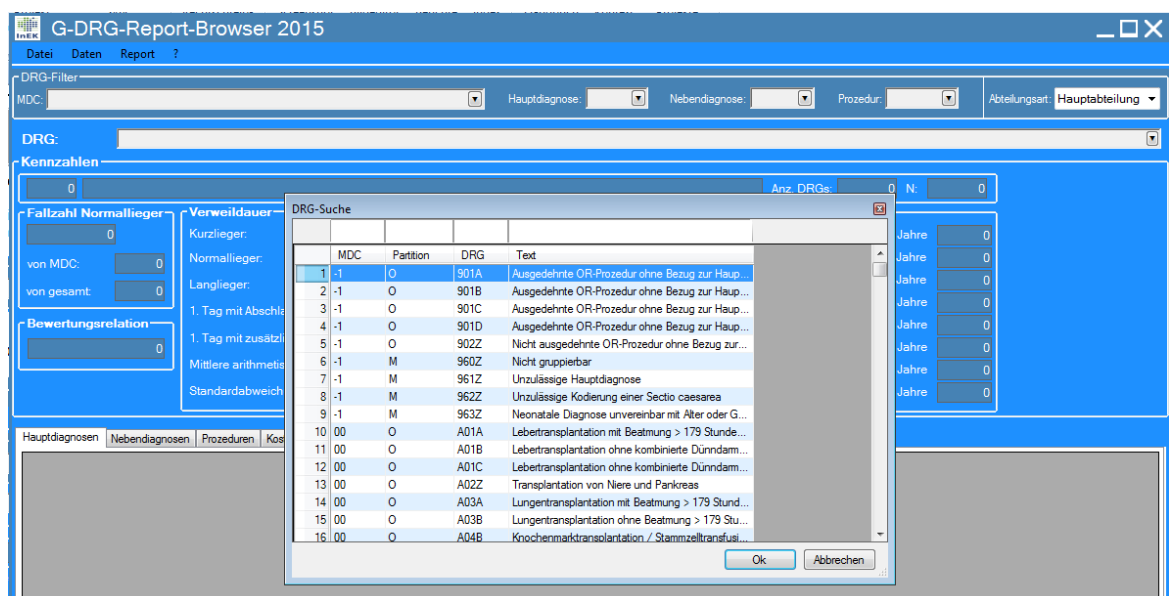 InEK G-DRG-Report-Browser 2015
Datei Daten Report ?
DRG-Filter
MDC: Hauptdiagnose: Nebendiagnose: Prozedur: Abteilungsart: Hauptabteilung
DRG:
Kennzahlen
0 Anz. DRGs: 0 N: 0
Fallzahl Normallieger
0
von MDC: 0
von gesamt: 0
Bewertungsrelation
0
Verweildauer
Kurzlieger:
Normallieger:
Langlieger:
1. Tag mit Abschla
1. Tag mit zusätzli
Mittlere arithmetis
Standardabweich
Jahre 0
Jahre 0
Jahre 0
Jahre 0
Jahre 0
Jahre 0
Jahre 0
Jahre 0
DRG-Suche
MDC Partition DRG Text
1 -1 O 901A Ausgedehnte OR-Prozedur ohne Bezug zur Haup...
2 -1 O 901B Ausgedehnte OR-Prozedur ohne Bezug zur Haup...
3 -1 O 901C Ausgedehnte OR-Prozedur ohne Bezug zur Haup...
4 -1 O 901D Ausgedehnte OR-Prozedur ohne Bezug zur Haup...
5 -1 O 902Z Nicht ausgedehnte OR-Prozedur ohne Bezug zur...
6 -1 M 960Z Nicht gruppierbar
7 -1 M 961Z Unzulässige Hauptdiagnose
8 -1 M 962Z Unzulässige Kodierung einer Sectio caesarea
9 -1 M 963Z Neonatale Diagnose unvereinbar mit Alter oder G...
10 00 O A01A Lebertransplantation mit Beatmung > 179 Stunde...
11 00 O A01B Lebertransplantation ohne kombinierte Dünndarm...
12 00 O A01C Lebertransplantation ohne kombinierte Dünndarm...
13 00 O A02Z Transplantation von Niere und Pankreas
14 00 O A03A Lungentransplantation mit Beatmung > 179 Stund...
15 00 O A03B Lungentransplantation ohne Beatmung > 179 Stu...
16 00 O A04B Knochenmarktransplantation / Stammzelltransfusi...
Ok Abbrechen
Hauptdiagnosen Nebendiagnosen Prozeduren Kos